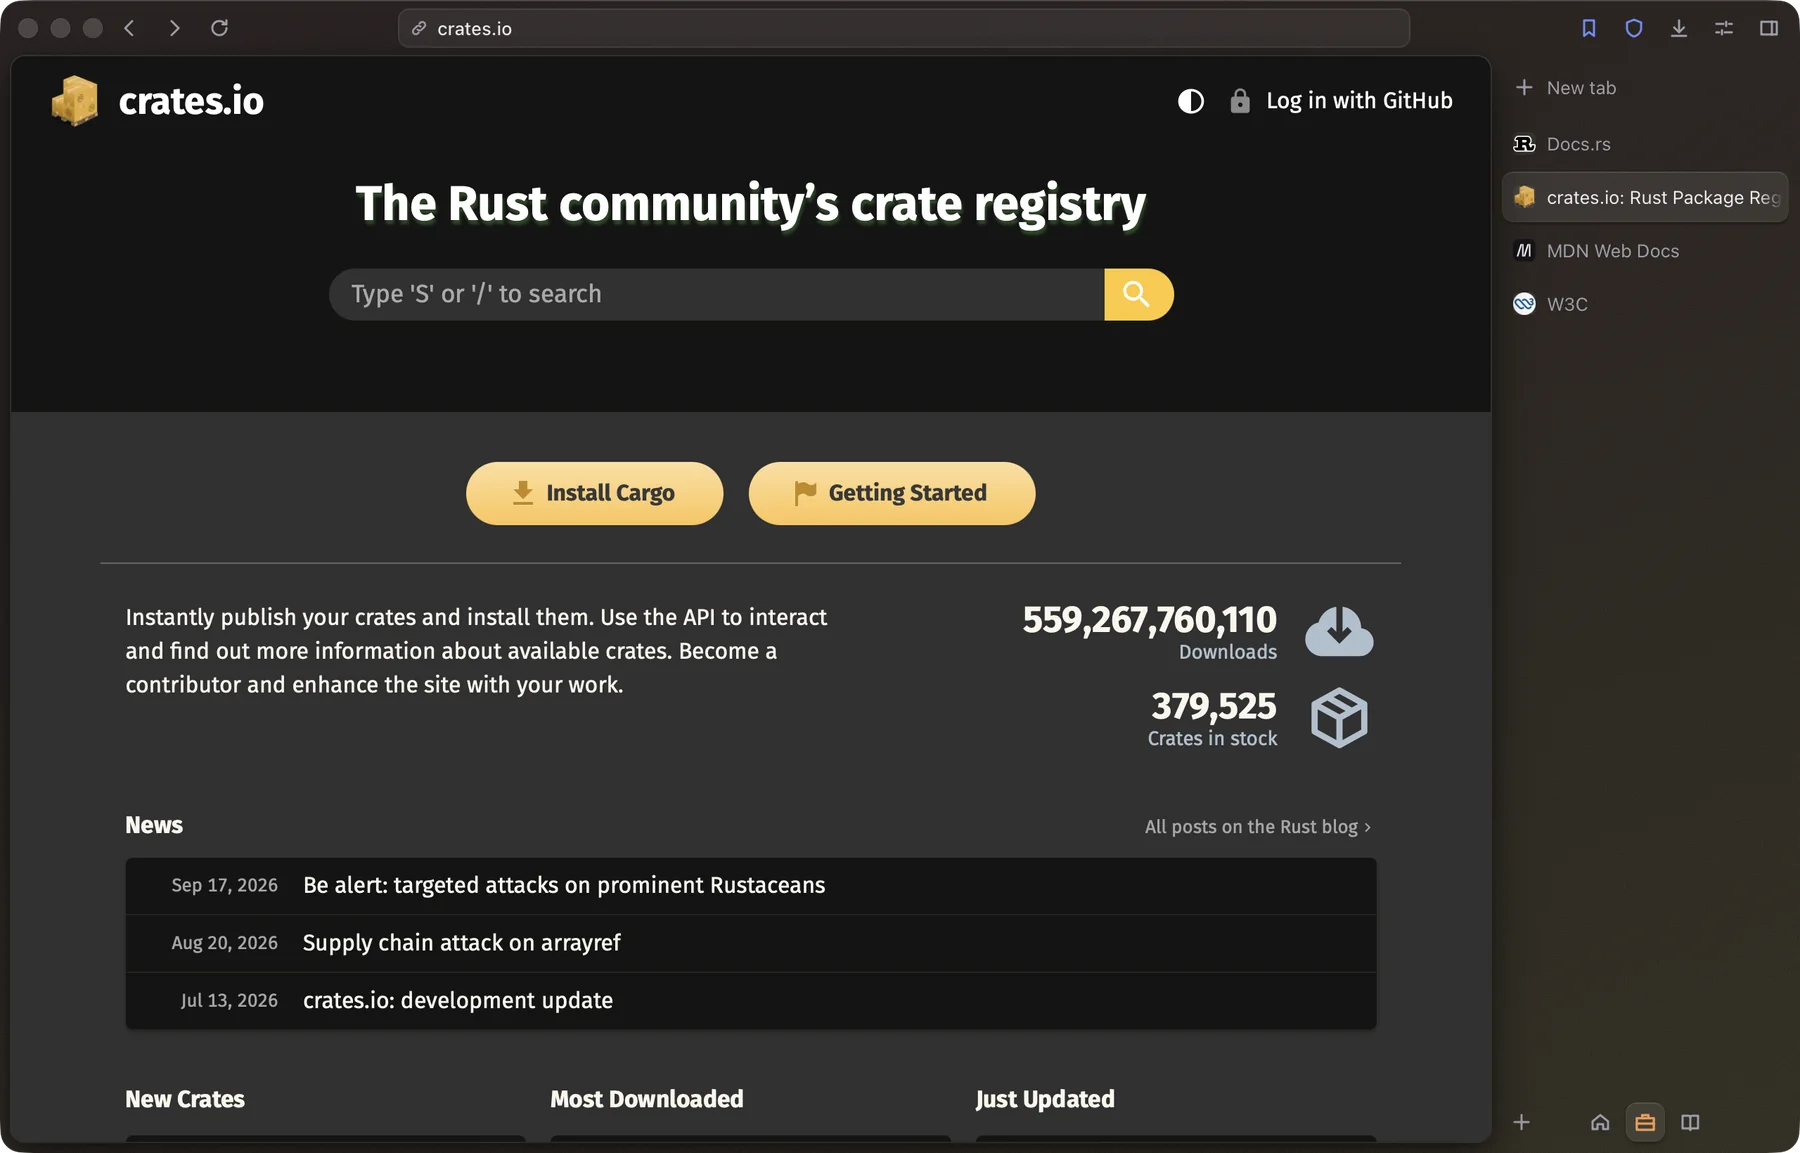 crates.io
crates.io
Log in with GitHub
The Rust community’s crate registry
Type 'S' or '/' to search
Install Cargo
Getting Started
Instantly publish your crates and install them. Use the API to interact
and find out more information about available crates. Become a
contributor and enhance the site with your work.
559,267,760,110
Downloads
379,525
Crates in stock
News
All posts on the Rust blog ›
Sep 17, 2026 Be alert: targeted attacks on prominent Rustaceans
Aug 20, 2026 Supply chain attack on arrayref
Jul 13, 2026 crates.io: development update
New Crates
Most Downloaded
Just Updated
New tab
Docs.rs
crates.io: Rust Package Reg
MDN Web Docs
W3C